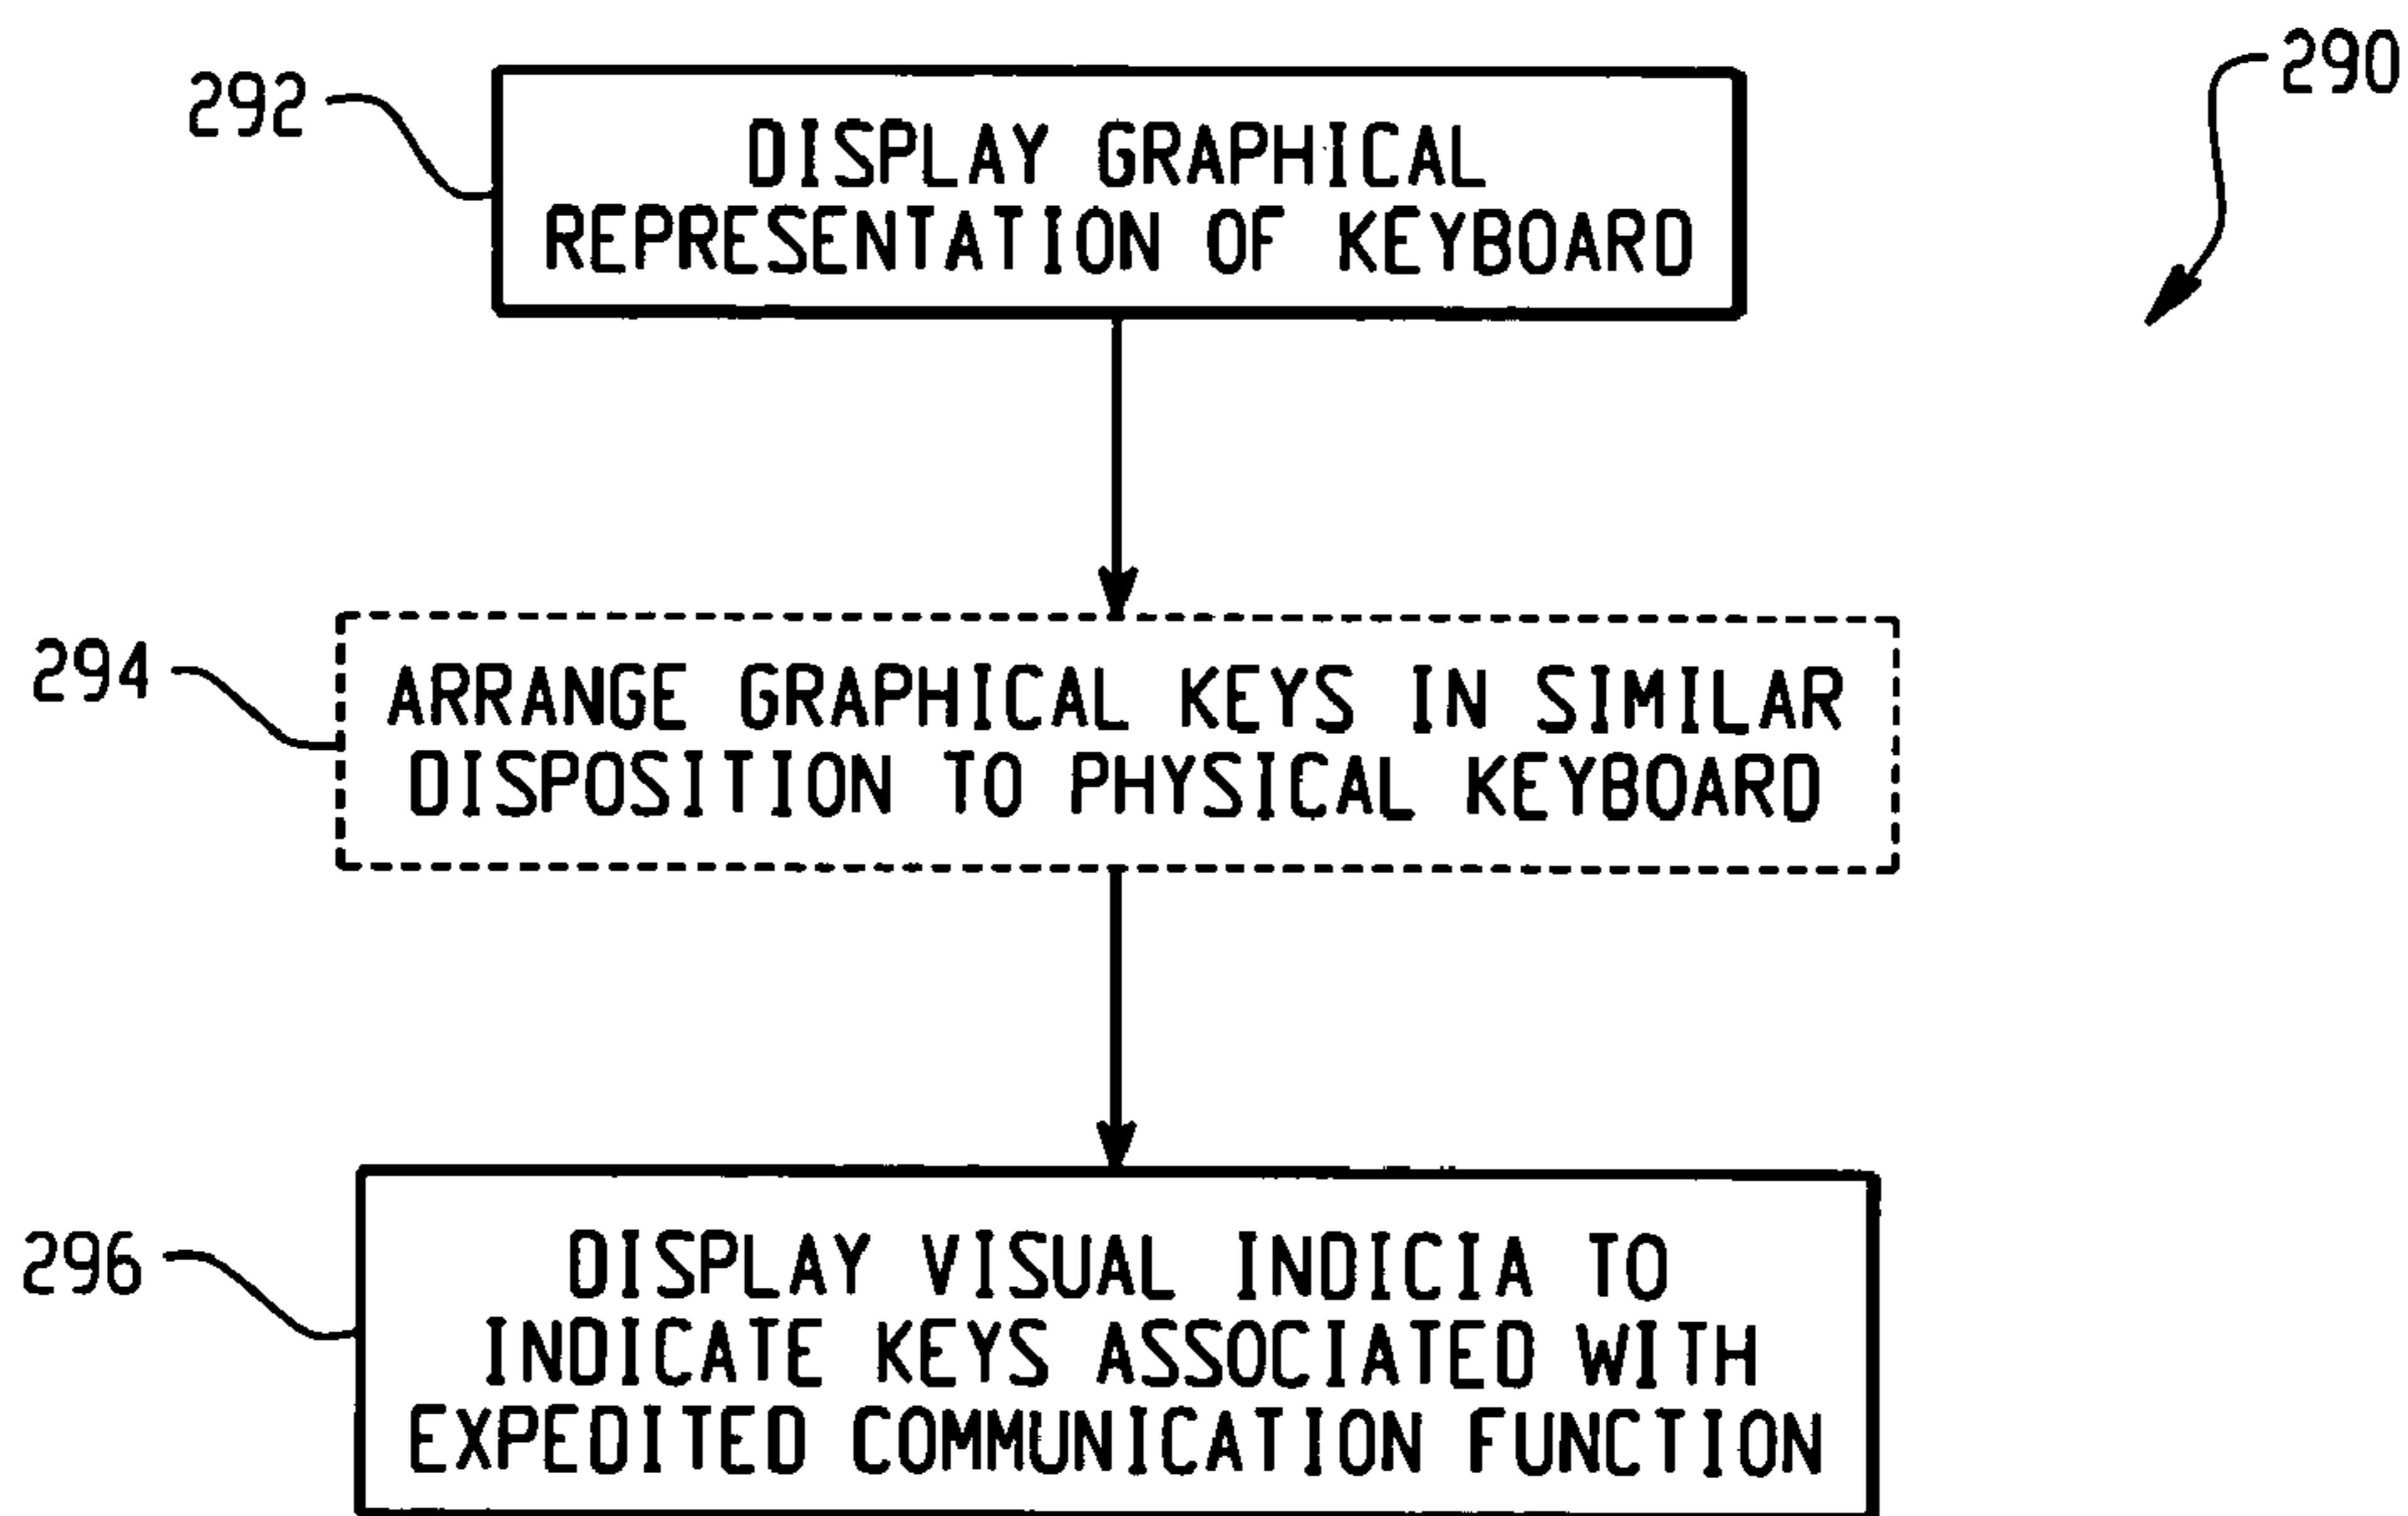 290
292
DISPLAY GRAPHICAL
REPRESENTATION OF KEYBOARD
294
ARRANGE GRAPHICAL KEYS IN SIMILAR
DISPOSITION TO PHYSICAL KEYBOARD
296
DISPLAY VISUAL INDICIA TO
INDICATE KEYS ASSOCIATED WITH
EXPEDITED COMMUNICATION FUNCTION